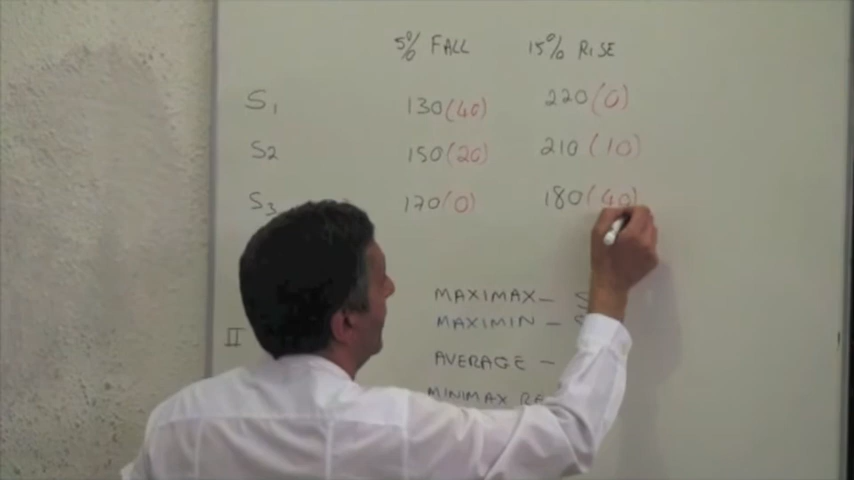 5% FALL 15% RISE
S1 130(40) 220(0)
S2 150(20) 210(10)
S3 170(0) 180(40)
MAXIMAX - S
II MAXIMIN -
AVERAGE -
MINIMAX